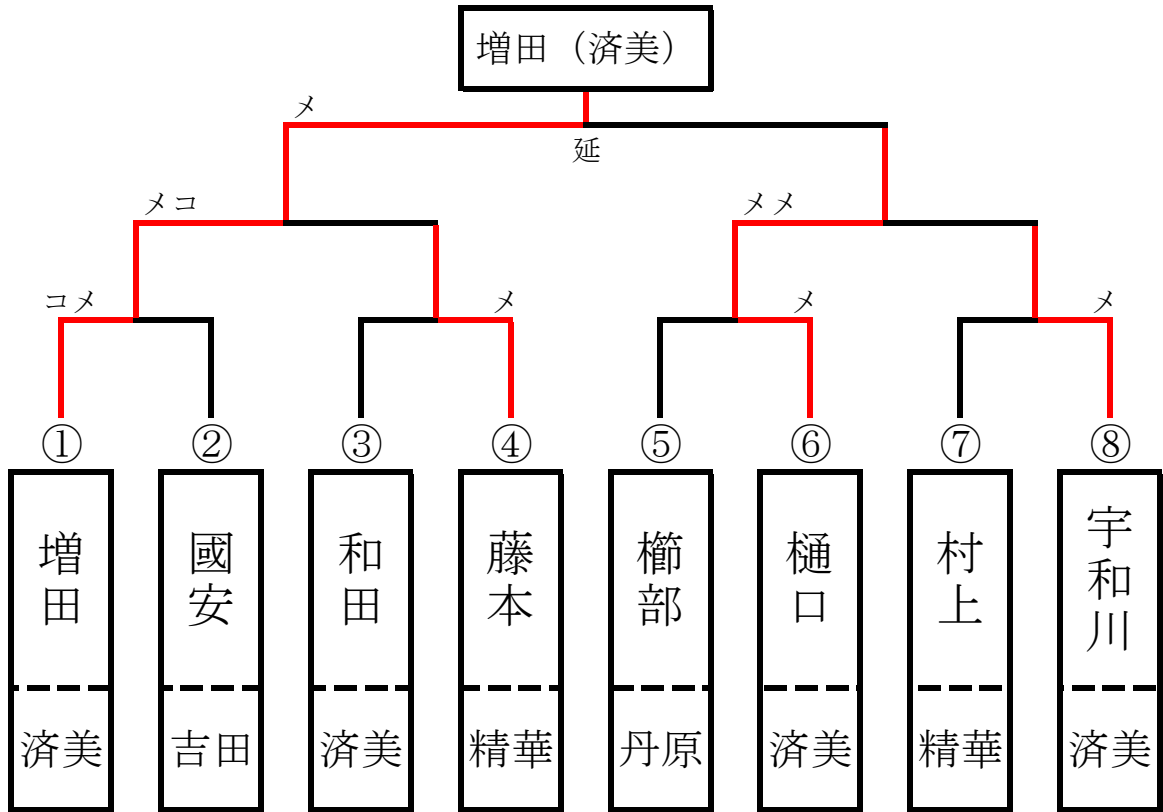 増田（済美）
メ
延
メコ
メメ
コメ
メ
メ
メ
① ② ③ ④ ⑤ ⑥ ⑦ ⑧
増田 國安 和田 藤本 櫛部 樋口 村上 宇和川
済美 吉田 済美 精華 丹原 済美 精華 済美